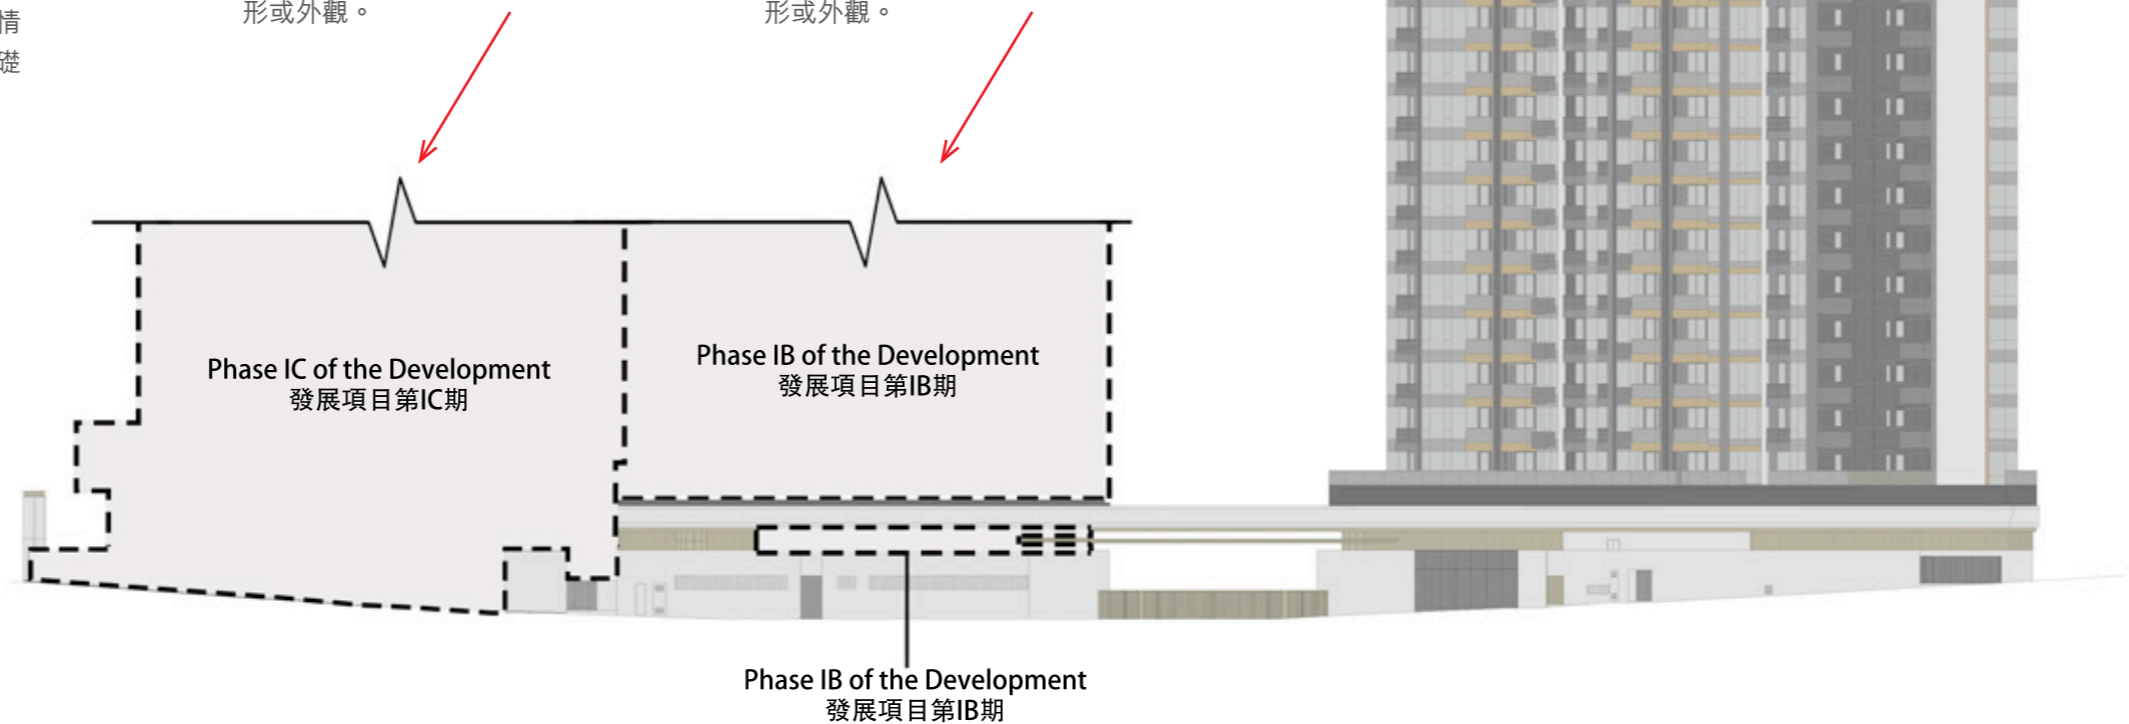 情
礎
形或外觀。
形或外觀。
Phase IC of the Development
發展項目第IC期
Phase IB of the Development
發展項目第IB期
Phase IB of the Development
發展項目第IB期